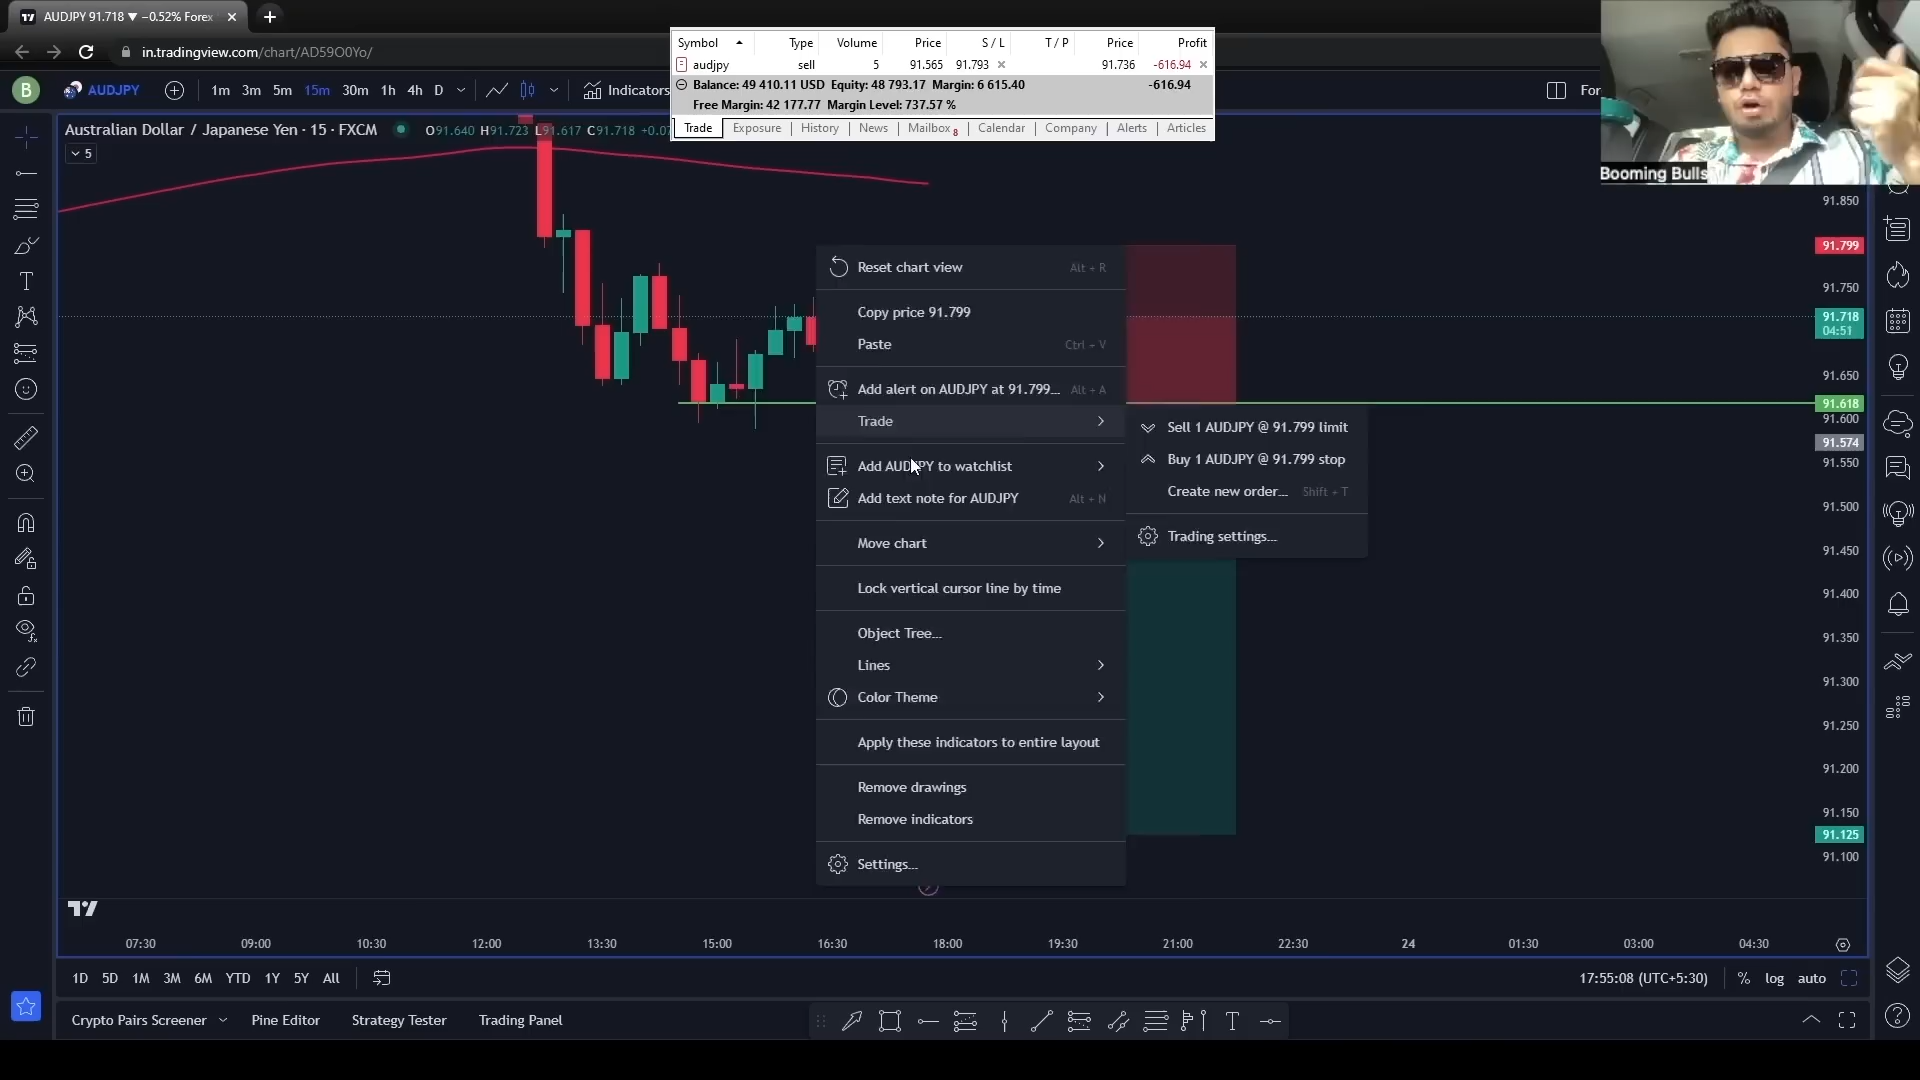 AUDJPY 91.718 ▼ −0.52% Forex
in.tradingview.com/chart/AD59O0Yo/
Symbol Type Volume Price S / L T / P Price Profit
audjpy sell 5 91.565 91.793 91.736 -616.94
Balance: 49 410.11 USD Equity: 48 793.17 Margin: 6 615.40 -616.94
Free Margin: 42 177.77 Margin Level: 737.57 %
Trade Exposure History News Mailbox 8 Calendar Company Alerts Articles
B AUDJPY 1m 3m 5m 15m 30m 1h 4h D Indicators
Booming Bulls
Australian Dollar / Japanese Yen · 15 · FXCM O91.640 H91.723 L91.617 C91.718
5
91.850
91.799
91.750
91.718
04:51
91.650
91.618
91.600
91.574
91.550
91.500
91.450
91.400
91.350
91.300
91.250
91.200
91.150
91.125
91.100
Reset chart view Alt + R
Copy price 91.799
Paste Ctrl + V
Add alert on AUDJPY at 91.799... Alt + A
Trade
Add AUDJPY to watchlist
Add text note for AUDJPY Alt + N
Move chart
Lock vertical cursor line by time
Object Tree...
Lines
Color Theme
Apply these indicators to entire layout
Remove drawings
Remove indicators
Settings...
Sell 1 AUDJPY @ 91.799 limit
Buy 1 AUDJPY @ 91.799 stop
Create new order... Shift + T
Trading settings...
07:30 09:00 10:30 12:00 13:30 15:00 16:30 18:00 19:30 21:00 22:30 24 01:30 03:00 04:30
1D 5D 1M 3M 6M YTD 1Y 5Y All 17:55:08 (UTC+5:30) % log auto
Crypto Pairs Screener Pine Editor Strategy Tester Trading Panel